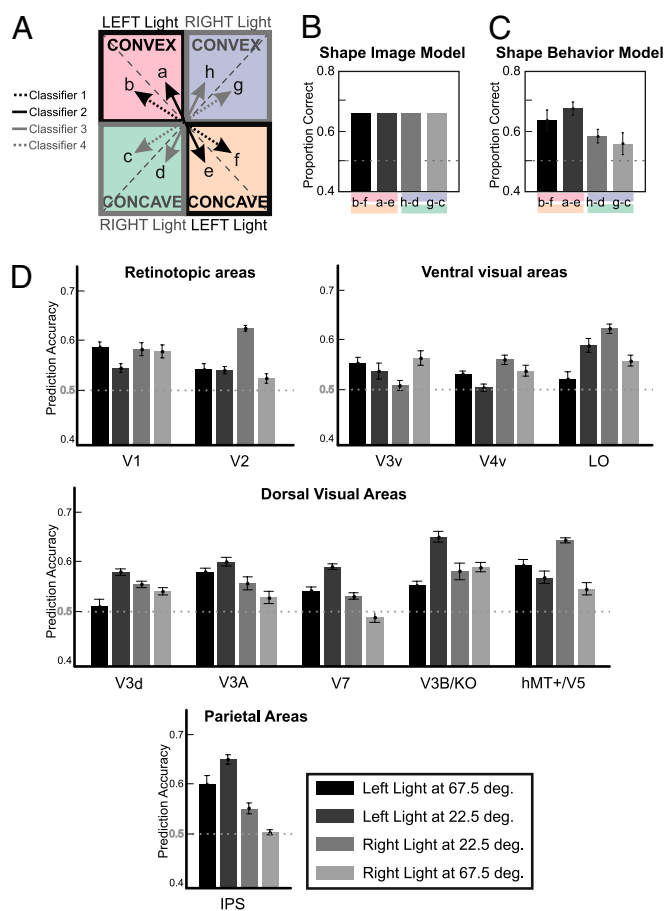 A
LEFT Light RIGHT Light
CONVEX CONVEX
a h
b g
Classifier 1
Classifier 2
Classifier 3
Classifier 4
c f
d e
CONCAVE CONCAVE
RIGHT Light LEFT Light
B
Shape Image Model
Proportion Correct
0.8
0.6
0.4
b-f a-e h-d g-c
C
Shape Behavior Model
Proportion Correct
0.8
0.6
0.4
b-f a-e h-d g-c
D
Retinotopic areas
Prediction Accuracy
0.7
0.6
0.5
0.4
V1 V2
Ventral visual areas
Prediction Accuracy
0.7
0.6
0.5
0.4
V3v V4v LO
Dorsal Visual Areas
Prediction Accuracy
0.7
0.6
0.5
0.4
V3d V3A V7 V3B/KO hMT+/V5
Parietal Areas
Prediction Accuracy
0.7
0.6
0.5
0.4
IPS
Left Light at 67.5 deg.
Left Light at 22.5 deg.
Right Light at 22.5 deg.
Right Light at 67.5 deg.